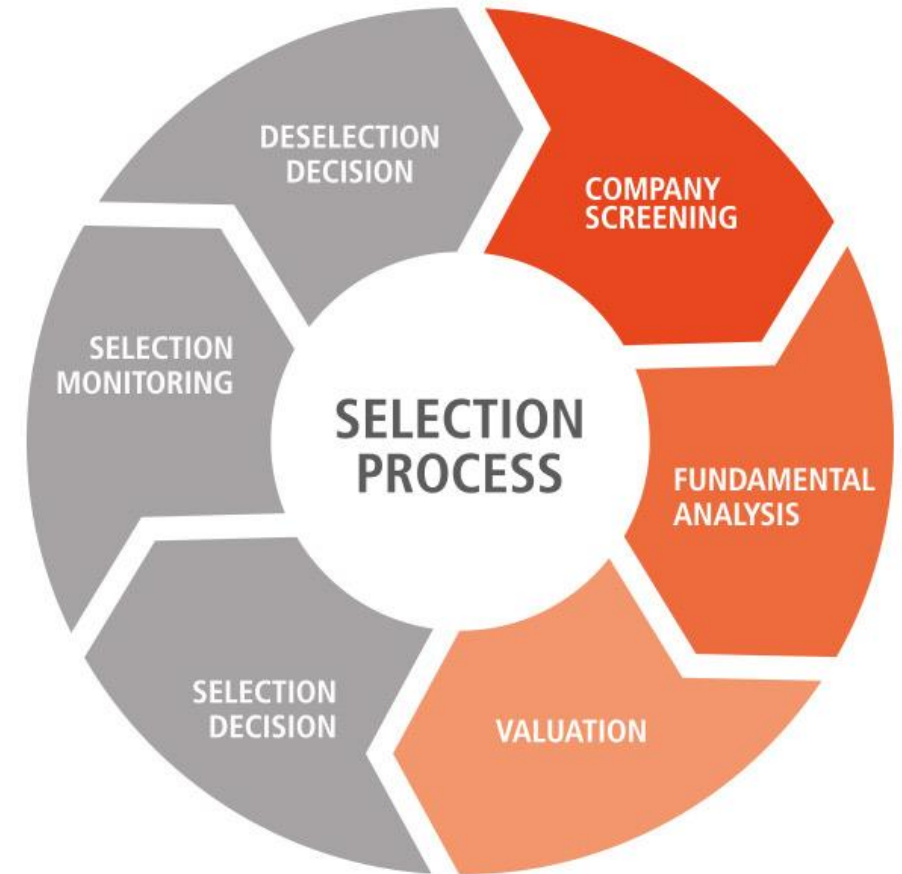 DESELECTION
DECISION
COMPANY
SCREENING
SELECTION
MONITORING
SELECTION
PROCESS
FUNDAMENTAL
ANALYSIS
SELECTION
DECISION
VALUATION